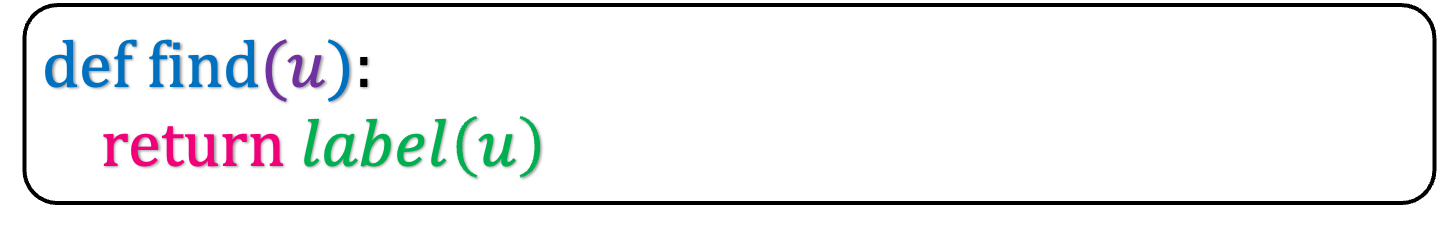 def find(u):
return label(u)